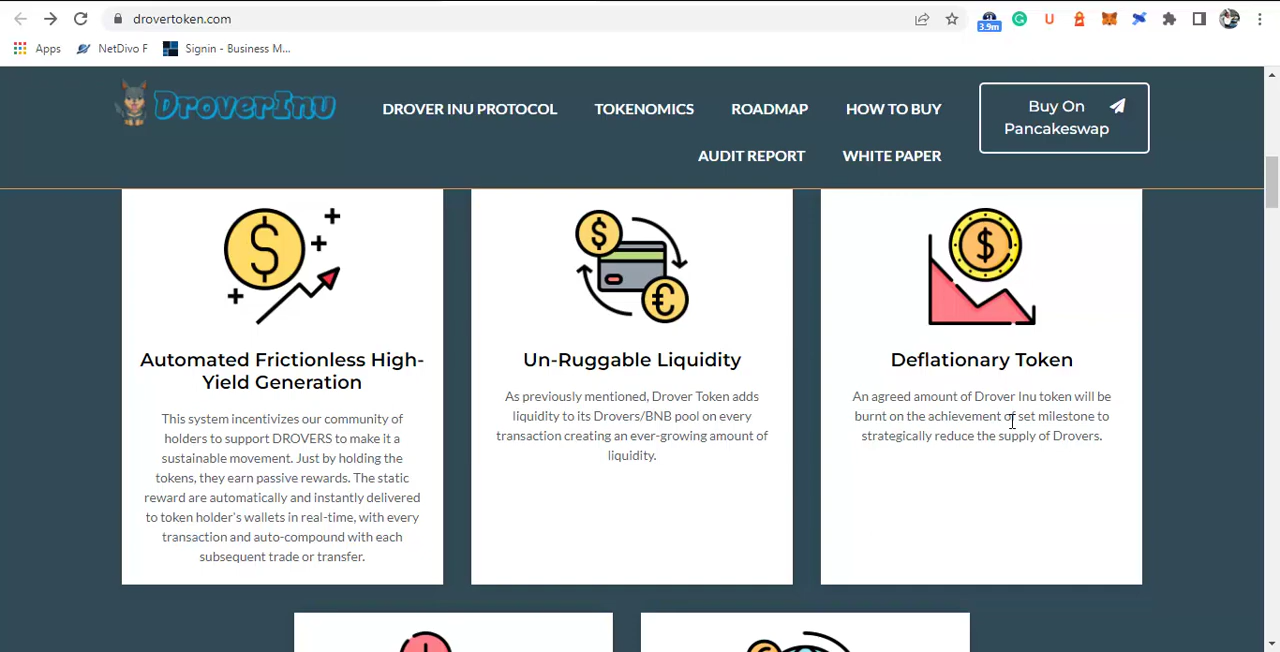 drovertoken.com
3.9m
Apps
NetDivo F
Signin - Business M...
DroverInu
DROVER INU PROTOCOL
TOKENOMICS
ROADMAP
HOW TO BUY
Buy On
Pancakeswap
AUDIT REPORT
WHITE PAPER
Automated Frictionless High-
Yield Generation
This system incentivizes our community of
holders to support DROVERS to make it a
sustainable movement. Just by holding the
tokens, they earn passive rewards. The static
reward are automatically and instantly delivered
to token holder's wallets in real-time, with every
transaction and auto-compound with each
subsequent trade or transfer.
Un-Ruggable Liquidity
As previously mentioned, Drover Token adds
liquidity to its Drovers/BNB pool on every
transaction creating an ever-growing amount of
liquidity.
Deflationary Token
An agreed amount of Drover Inu token will be
burnt on the achievement of set milestone to
strategically reduce the supply of Drovers.